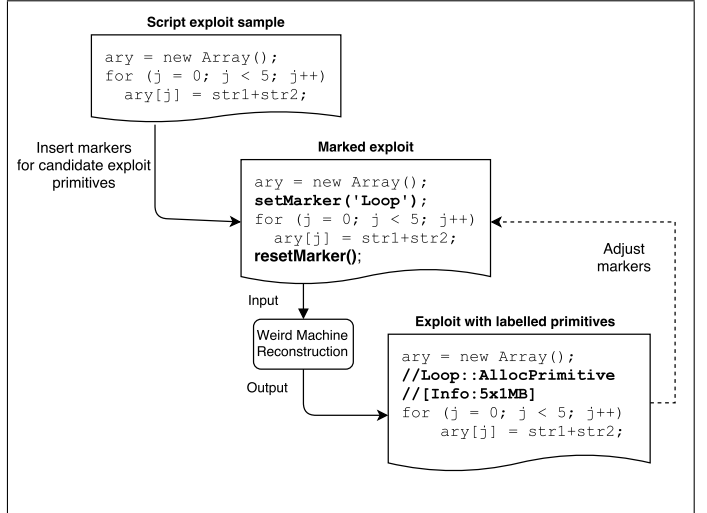 Script exploit sample
ary = new Array();
for (j = 0; j < 5; j++)
ary[j] = str1+str2;
Insert markers
for candidate exploit
primitives
Marked exploit
ary = new Array();
setMarker('Loop');
for (j = 0; j < 5; j++)
ary[j] = str1+str2;
resetMarker();
Adjust
markers
Input
Weird Machine
Reconstruction
Output
Exploit with labelled primitives
ary = new Array();
//Loop::AllocPrimitive
//[Info:5x1MB]
for (j = 0; j < 5; j++)
ary[j] = str1+str2;